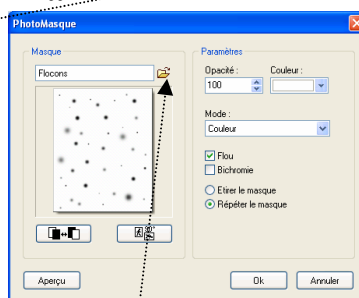 PhotoMasque
Masque
Flocons
Aperçu
Paramètres
Opacité :
Couleur :
100
Mode :
Couleur
Flou
Bichromie
Etirer le masque
Répéter le masque
Ok
Annuler